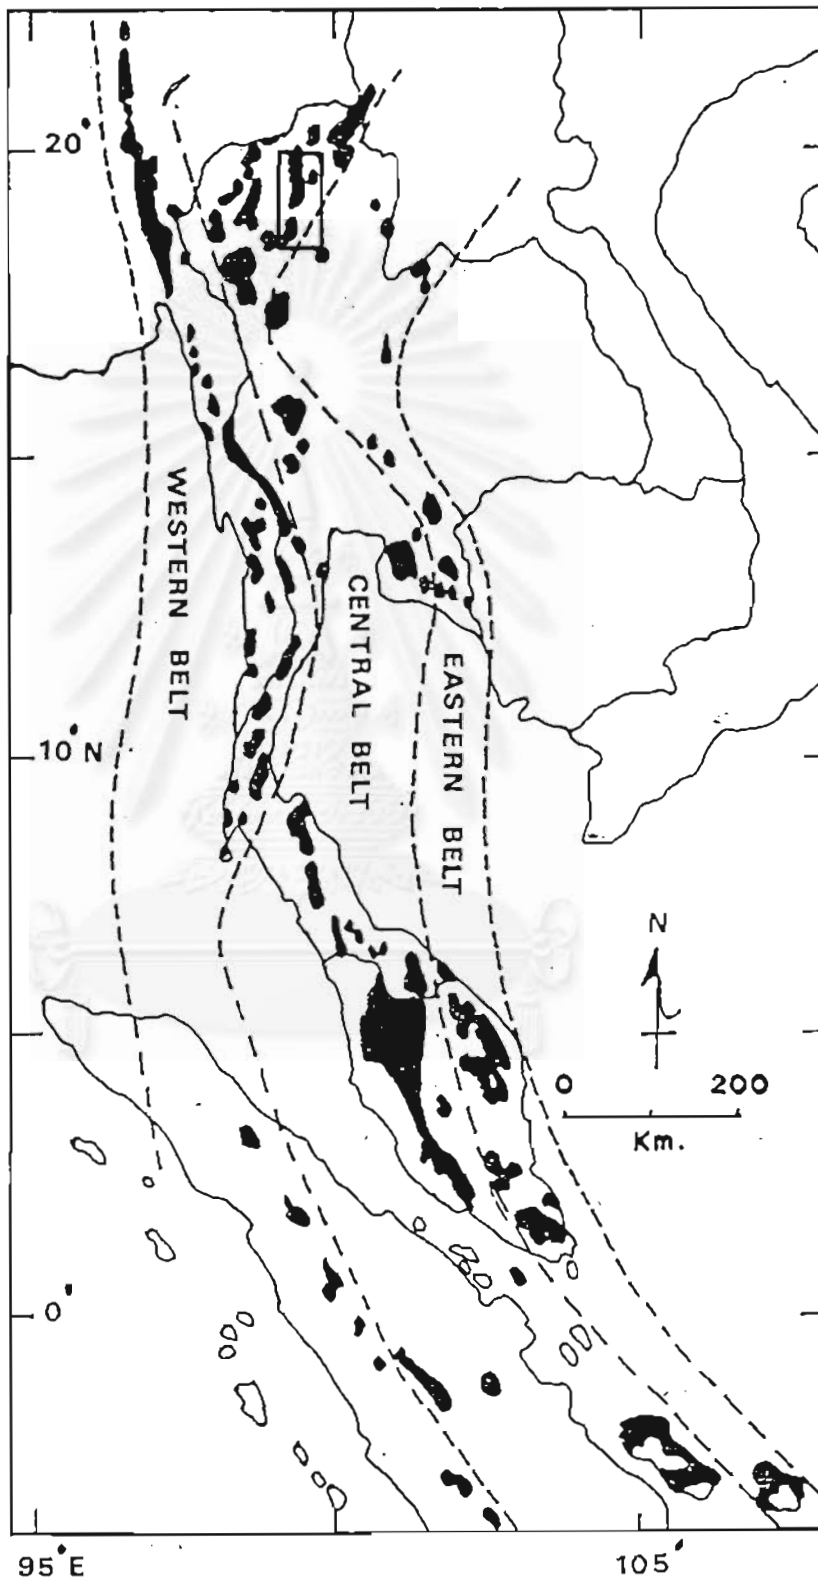 20°
WESTERN BELT
CENTRAL BELT
EASTERN BELT
10° N
N
0 200
Km.
0°
95°E 105°